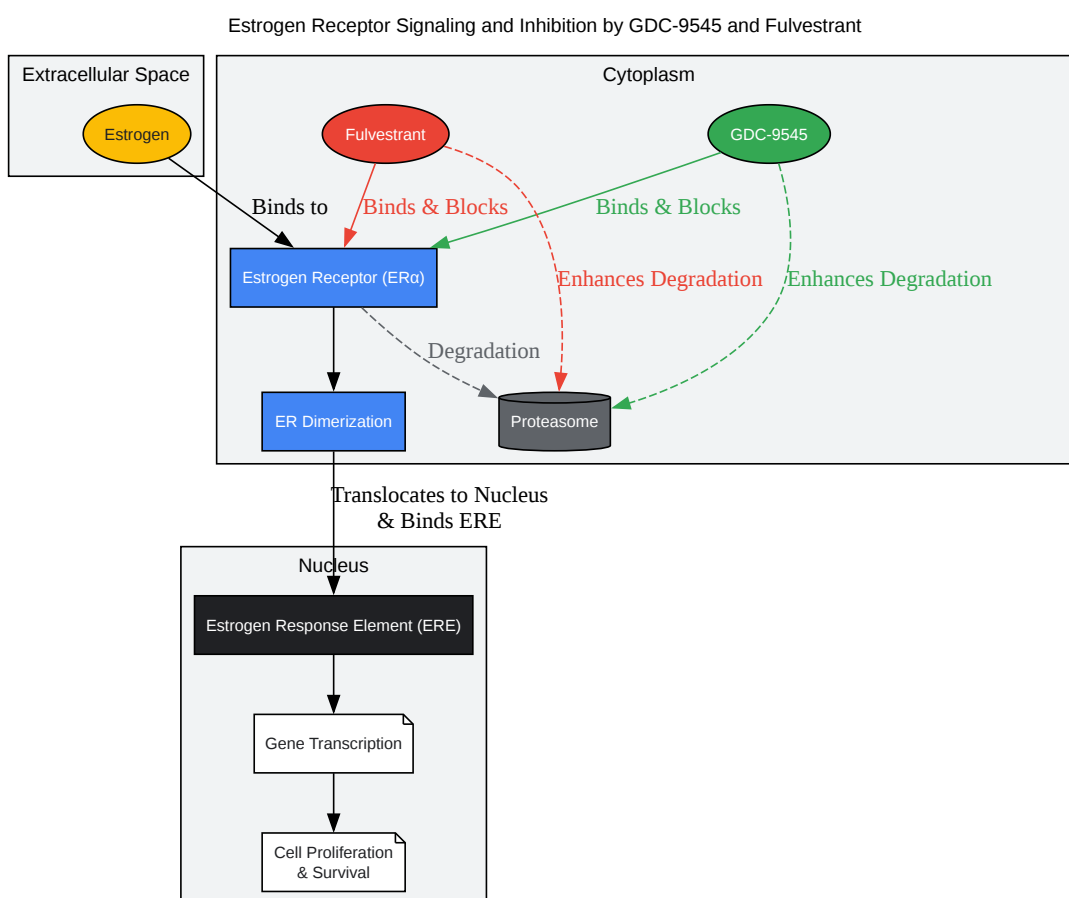 Estrogen Receptor Signaling and Inhibition by GDC-9545 and Fulvestrant
Extracellular Space
Cytoplasm
Estrogen
Fulvestrant
GDC-9545
Binds to
Binds & Blocks
Binds & Blocks
Estrogen Receptor (ERα)
Enhances Degradation
Enhances Degradation
Degradation
ER Dimerization
Proteasome
Translocates to Nucleus
& Binds ERE
Nucleus
Estrogen Response Element (ERE)
Gene Transcription
Cell Proliferation
& Survival